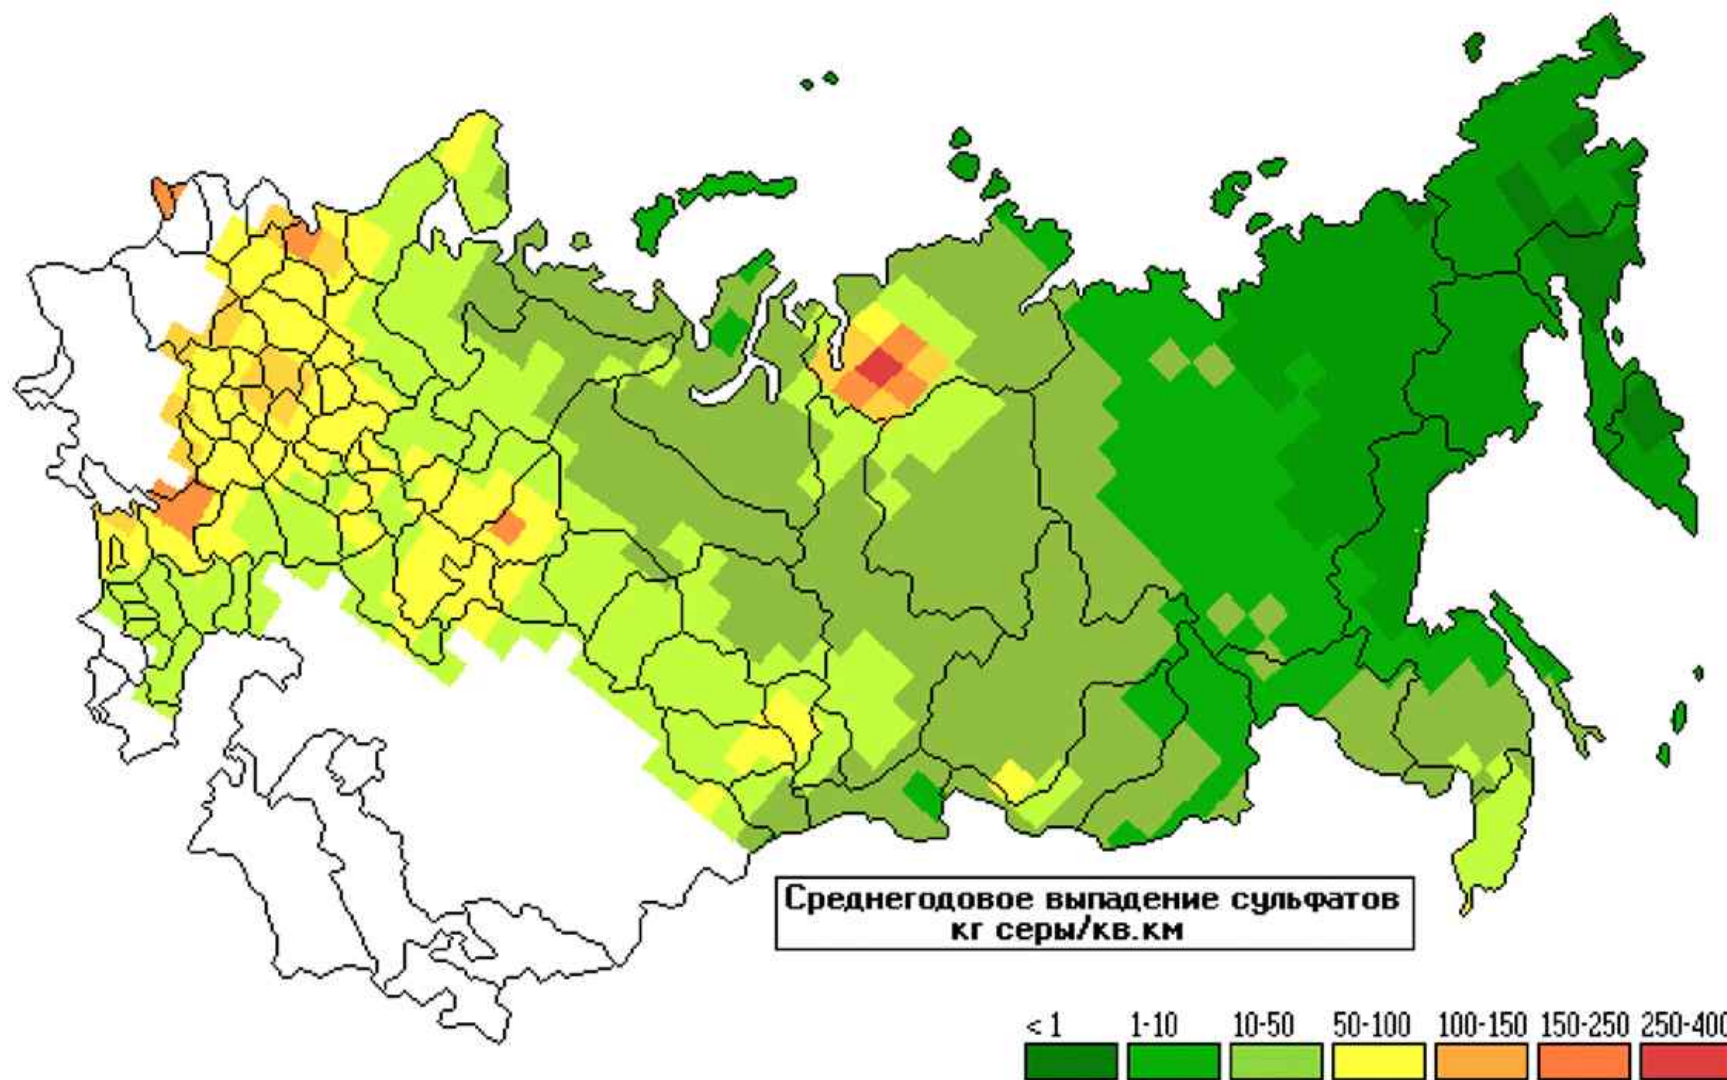 Среднегодовое выпадение сульфатов
кг серы/кв.км
< 1 1-10 10-50 50-100 100-150 150-250 250-400